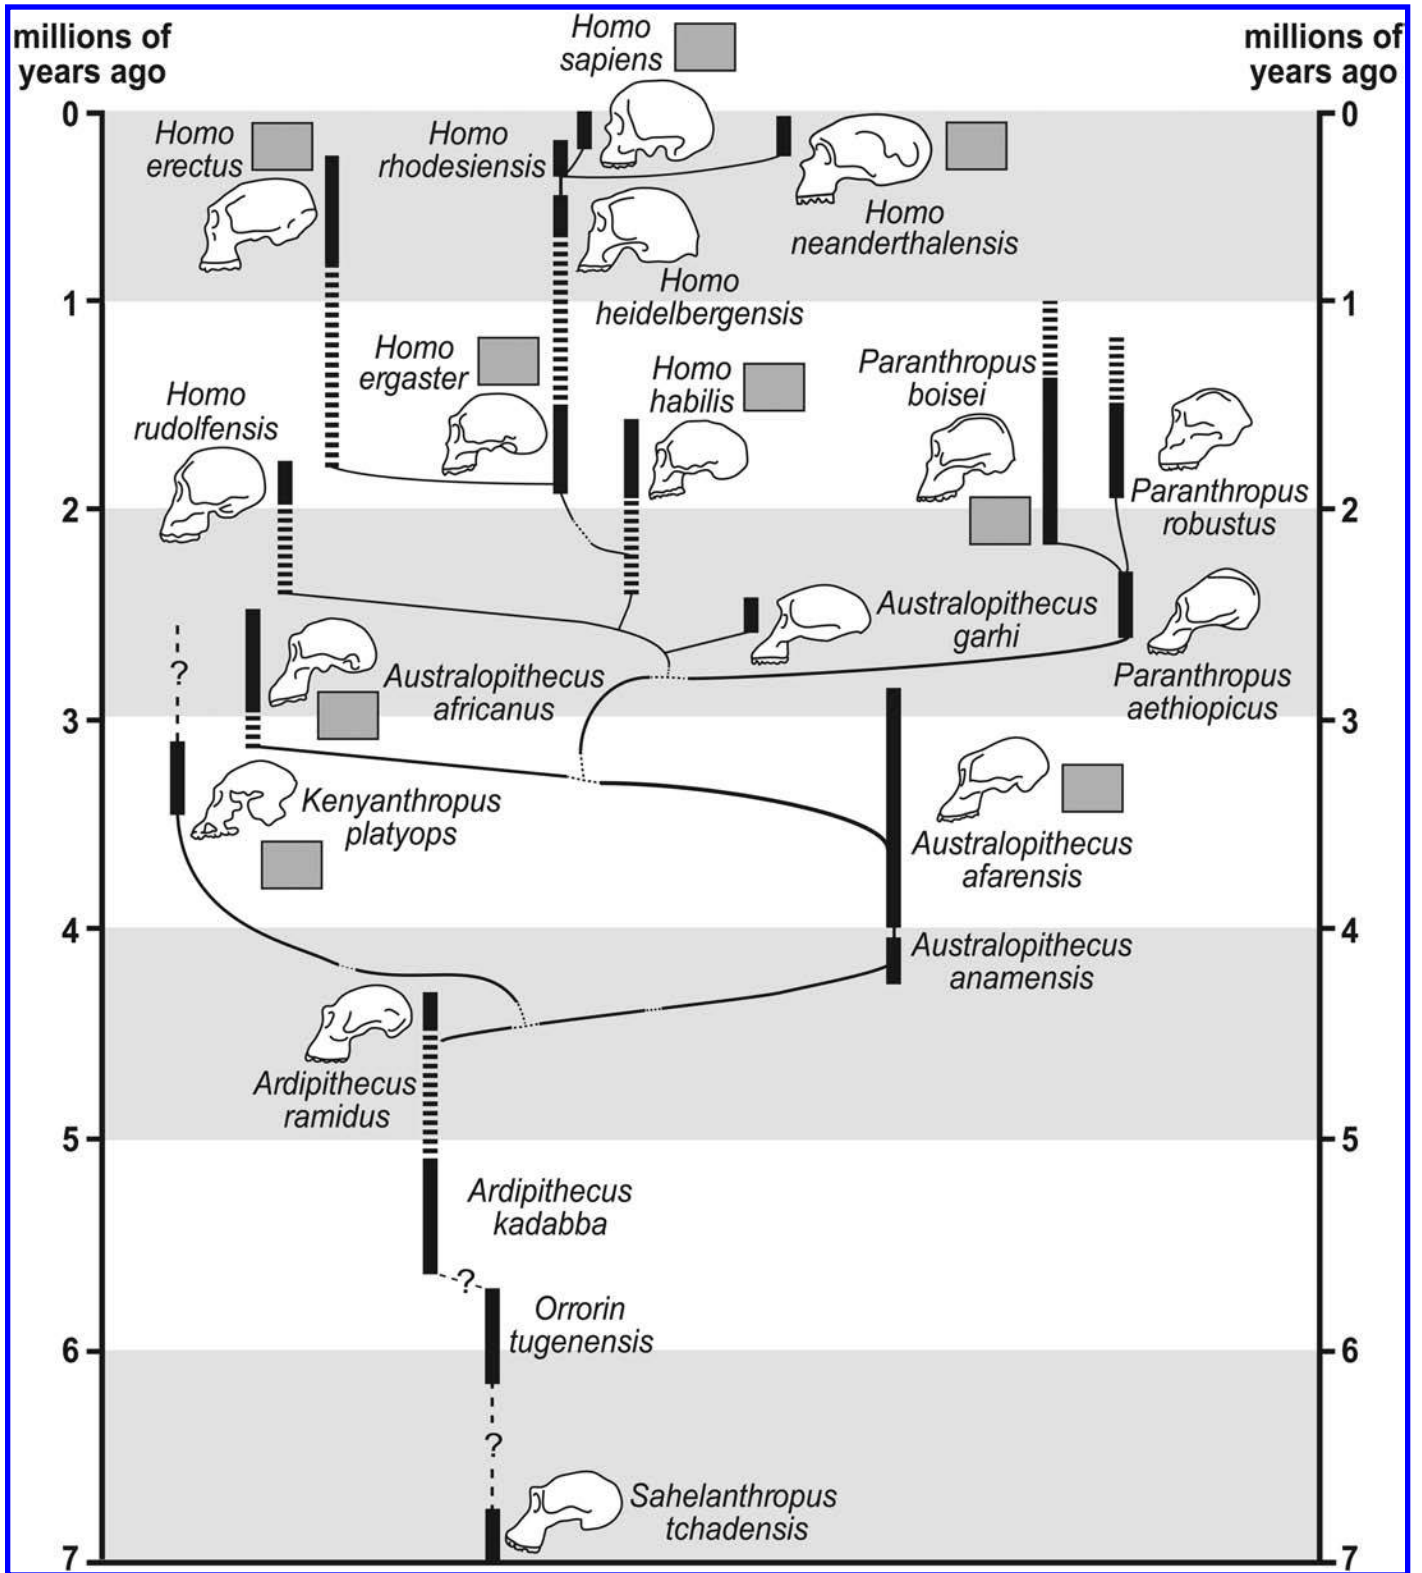 millions of
years ago
millions of
years ago
Homo
sapiens
0
0
Homo
erectus
Homo
rhodesiensis
Homo
neanderthalensis
Homo
heidelbergensis
1
1
Homo
ergaster
Homo
habilis
Paranthropus
boisei
Homo
rudolfensis
Paranthropus
robustus
2
2
Australopithecus
garhi
?
Australopithecus
africanus
Paranthropus
aethiopicus
3
3
Kenyanthropus
platyops
Australopithecus
afarensis
4
4
Australopithecus
anamensis
Ardipithecus
ramidus
5
5
Ardipithecus
kadabba
?
Orrorin
tugenensis
6
6
?
Sahelanthropus
tchadensis
7
7